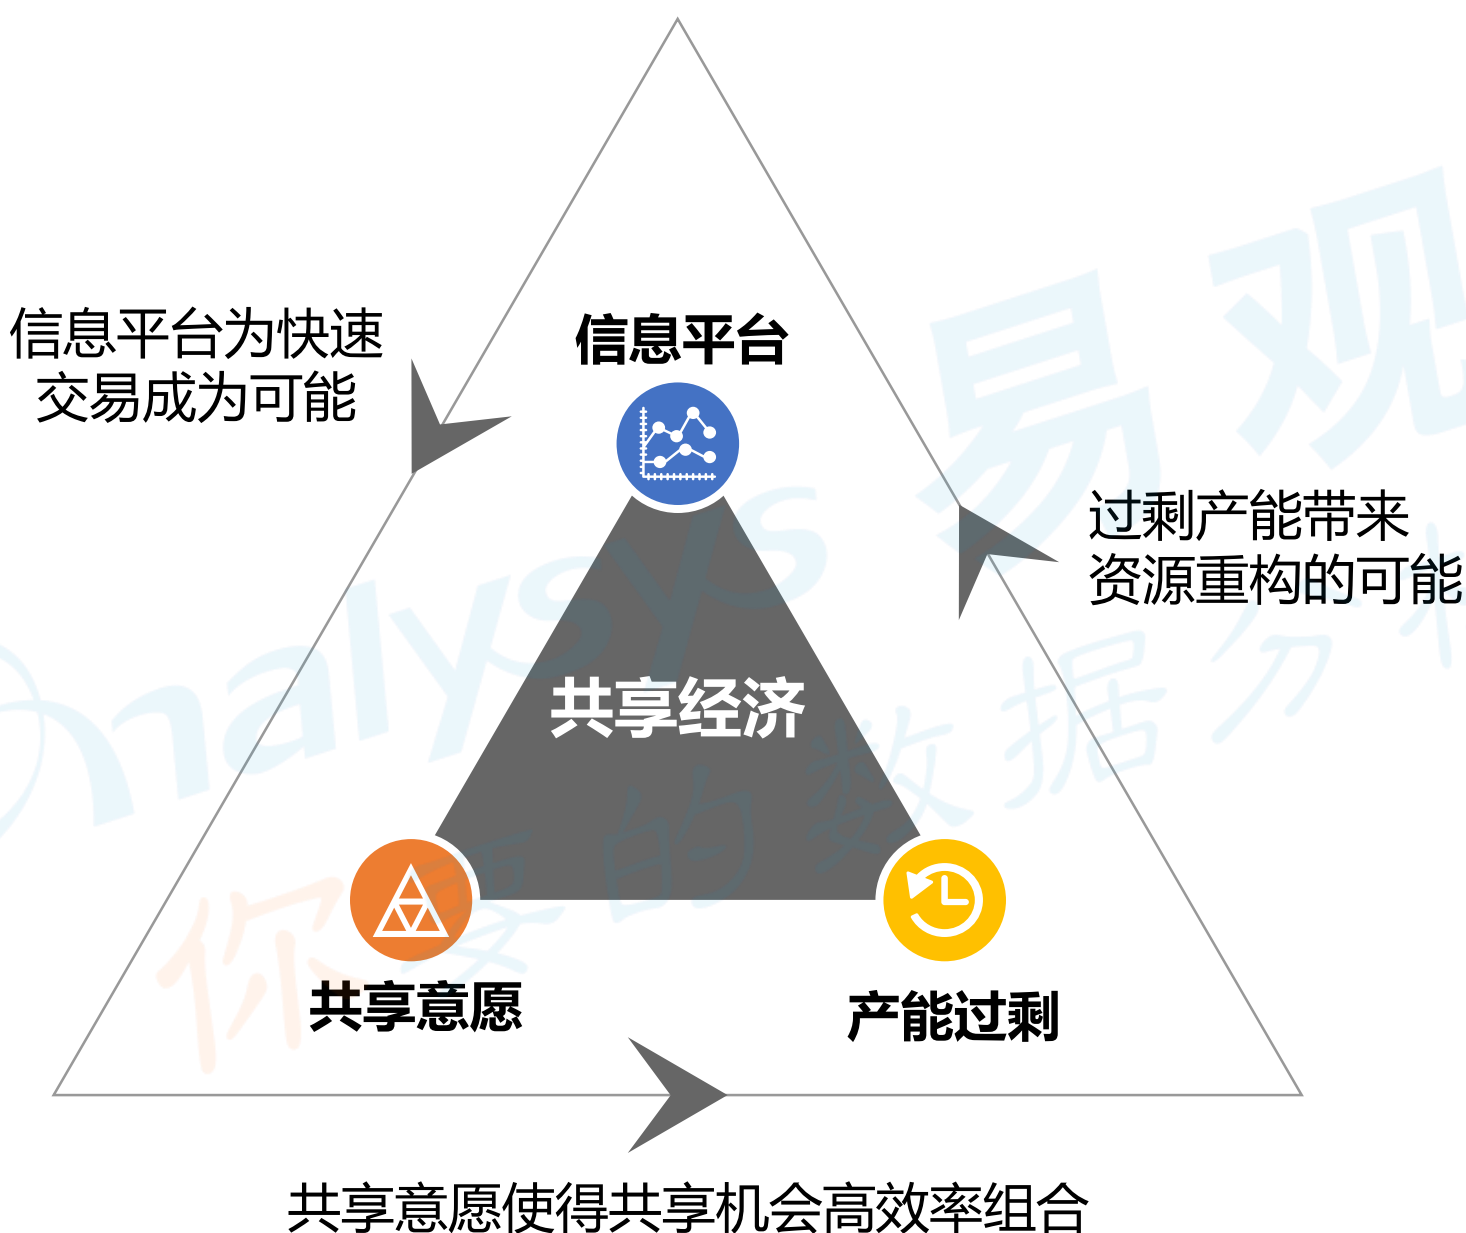 信息平台为快速
交易成为可能
信息平台
过剩产能带来
资源重构的可能
共享经济
共享意愿
产能过剩
共享意愿使得共享机会高效率组合
易观
nalysys
你要的数据分析